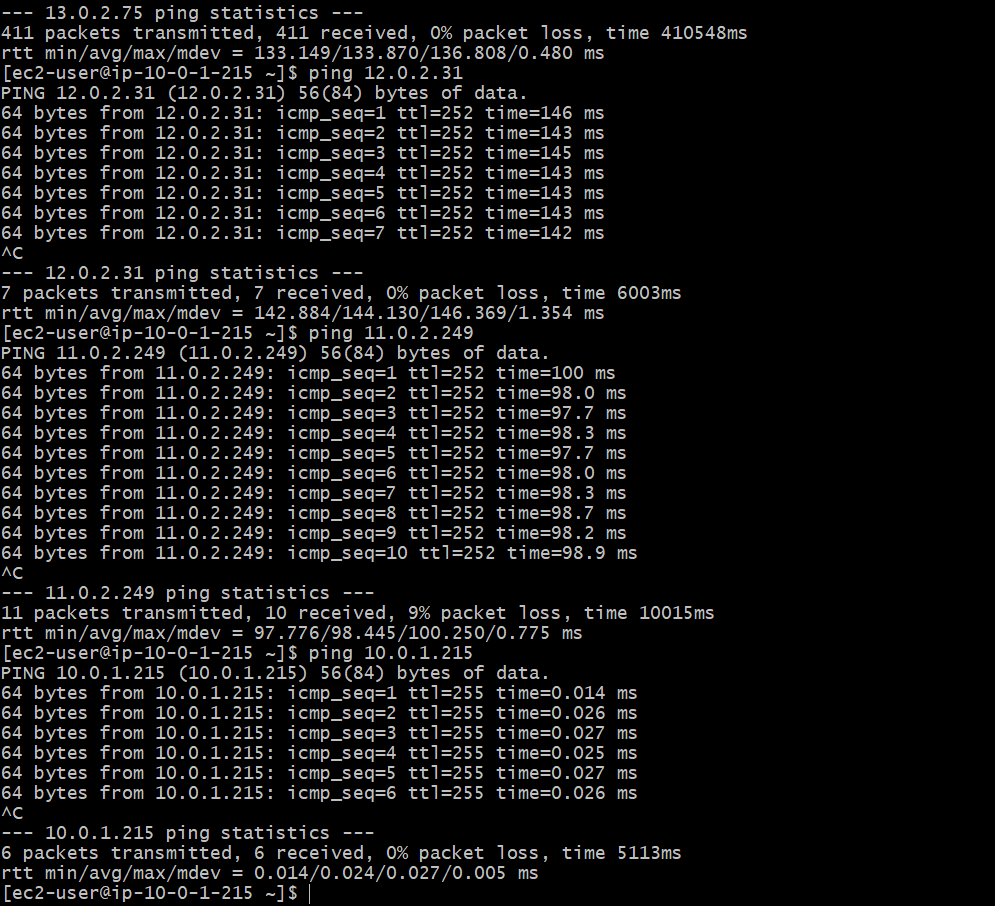 --- 13.0.2.75 ping statistics ---
411 packets transmitted, 411 received, 0% packet loss, time 410548ms
rtt min/avg/max/mdev = 133.149/133.870/136.808/0.480 ms
[ec2-user@ip-10-0-1-215 ~]$ ping 12.0.2.31
PING 12.0.2.31 (12.0.2.31) 56(84) bytes of data.
64 bytes from 12.0.2.31: icmp_seq=1 ttl=252 time=146 ms
64 bytes from 12.0.2.31: icmp_seq=2 ttl=252 time=143 ms
64 bytes from 12.0.2.31: icmp_seq=3 ttl=252 time=145 ms
64 bytes from 12.0.2.31: icmp_seq=4 ttl=252 time=143 ms
64 bytes from 12.0.2.31: icmp_seq=5 ttl=252 time=143 ms
64 bytes from 12.0.2.31: icmp_seq=6 ttl=252 time=143 ms
64 bytes from 12.0.2.31: icmp_seq=7 ttl=252 time=142 ms
^C
--- 12.0.2.31 ping statistics ---
7 packets transmitted, 7 received, 0% packet loss, time 6003ms
rtt min/avg/max/mdev = 142.884/144.130/146.369/1.354 ms
[ec2-user@ip-10-0-1-215 ~]$ ping 11.0.2.249
PING 11.0.2.249 (11.0.2.249) 56(84) bytes of data.
64 bytes from 11.0.2.249: icmp_seq=1 ttl=252 time=100 ms
64 bytes from 11.0.2.249: icmp_seq=2 ttl=252 time=98.0 ms
64 bytes from 11.0.2.249: icmp_seq=3 ttl=252 time=97.7 ms
64 bytes from 11.0.2.249: icmp_seq=4 ttl=252 time=98.3 ms
64 bytes from 11.0.2.249: icmp_seq=5 ttl=252 time=97.7 ms
64 bytes from 11.0.2.249: icmp_seq=6 ttl=252 time=98.0 ms
64 bytes from 11.0.2.249: icmp_seq=7 ttl=252 time=98.3 ms
64 bytes from 11.0.2.249: icmp_seq=8 ttl=252 time=98.7 ms
64 bytes from 11.0.2.249: icmp_seq=9 ttl=252 time=98.2 ms
64 bytes from 11.0.2.249: icmp_seq=10 ttl=252 time=98.9 ms
^C
--- 11.0.2.249 ping statistics ---
11 packets transmitted, 10 received, 9% packet loss, time 10015ms
rtt min/avg/max/mdev = 97.776/98.445/100.250/0.775 ms
[ec2-user@ip-10-0-1-215 ~]$ ping 10.0.1.215
PING 10.0.1.215 (10.0.1.215) 56(84) bytes of data.
64 bytes from 10.0.1.215: icmp_seq=1 ttl=255 time=0.014 ms
64 bytes from 10.0.1.215: icmp_seq=2 ttl=255 time=0.026 ms
64 bytes from 10.0.1.215: icmp_seq=3 ttl=255 time=0.027 ms
64 bytes from 10.0.1.215: icmp_seq=4 ttl=255 time=0.025 ms
64 bytes from 10.0.1.215: icmp_seq=5 ttl=255 time=0.027 ms
64 bytes from 10.0.1.215: icmp_seq=6 ttl=255 time=0.026 ms
^C
--- 10.0.1.215 ping statistics ---
6 packets transmitted, 6 received, 0% packet loss, time 5113ms
rtt min/avg/max/mdev = 0.014/0.024/0.027/0.005 ms
[ec2-user@ip-10-0-1-215 ~]$